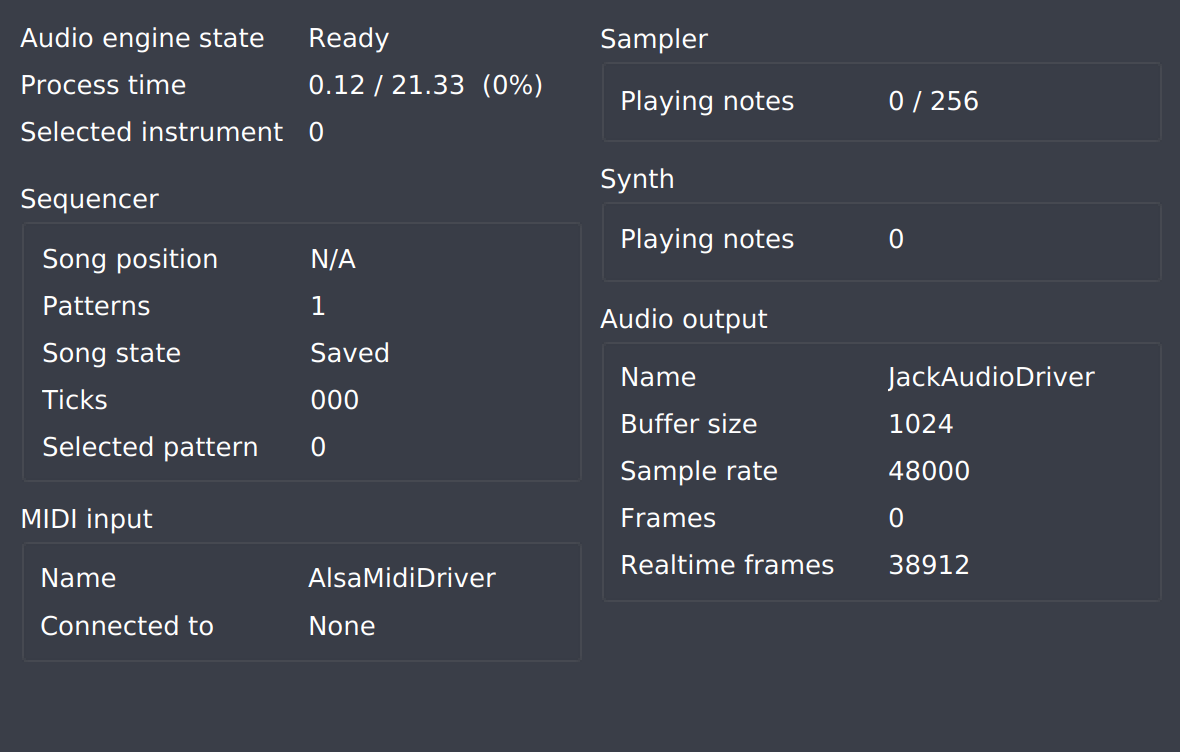 Audio engine state Ready
Process time 0.12 / 21.33 (0%)
Selected instrument 0
Sequencer
Song position N/A
Patterns 1
Song state Saved
Ticks 000
Selected pattern 0
MIDI input
Name AlsaMidiDriver
Connected to None
Sampler
Playing notes 0 / 256
Synth
Playing notes 0
Audio output
Name JackAudioDriver
Buffer size 1024
Sample rate 48000
Frames 0
Realtime frames 38912